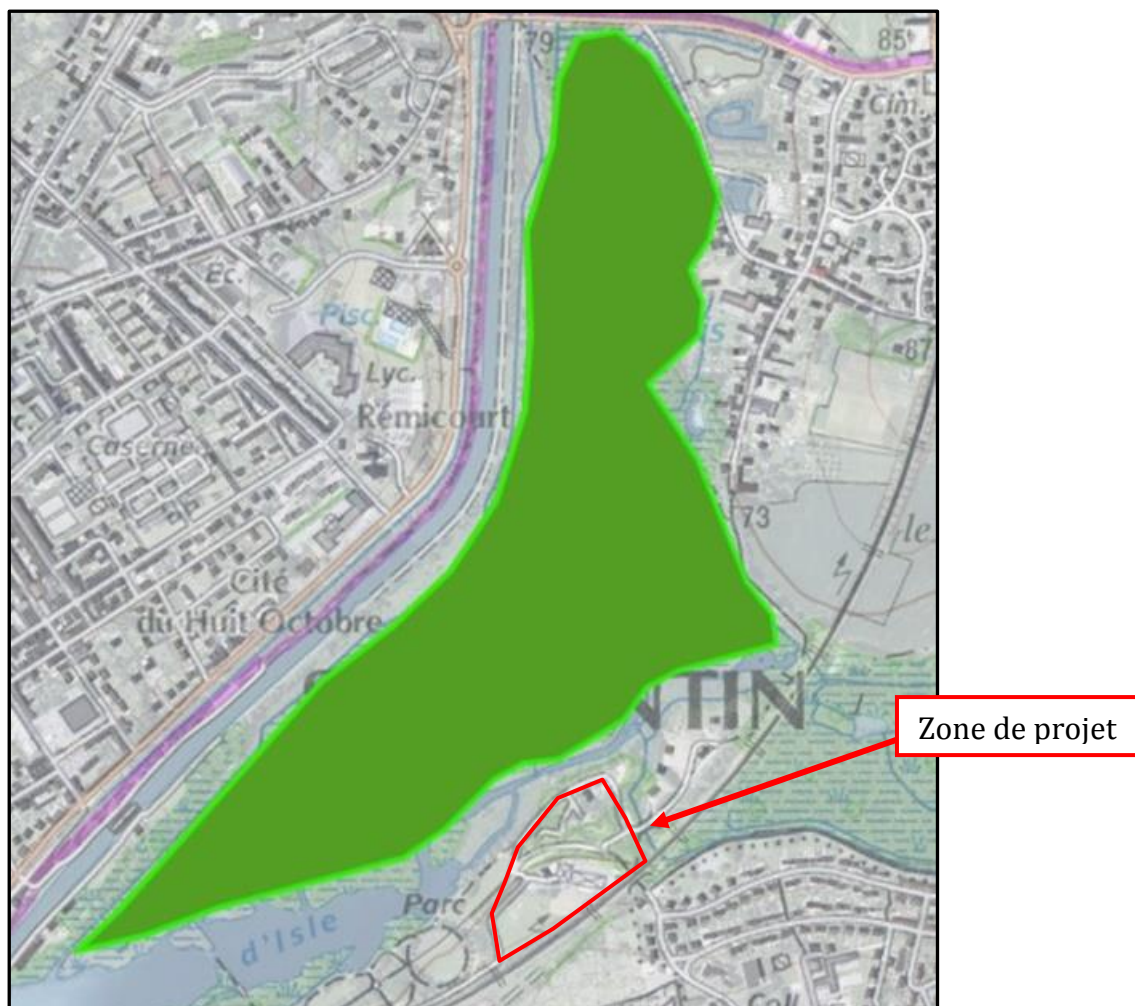 79
85
Cim.
Ec.
Pisc.
Lyc.
Rémicourt
87
Caserne
73
le
Cité
du Huit Octobre
NTIN
Zone de projet
Parc
d'Isle
Coll.